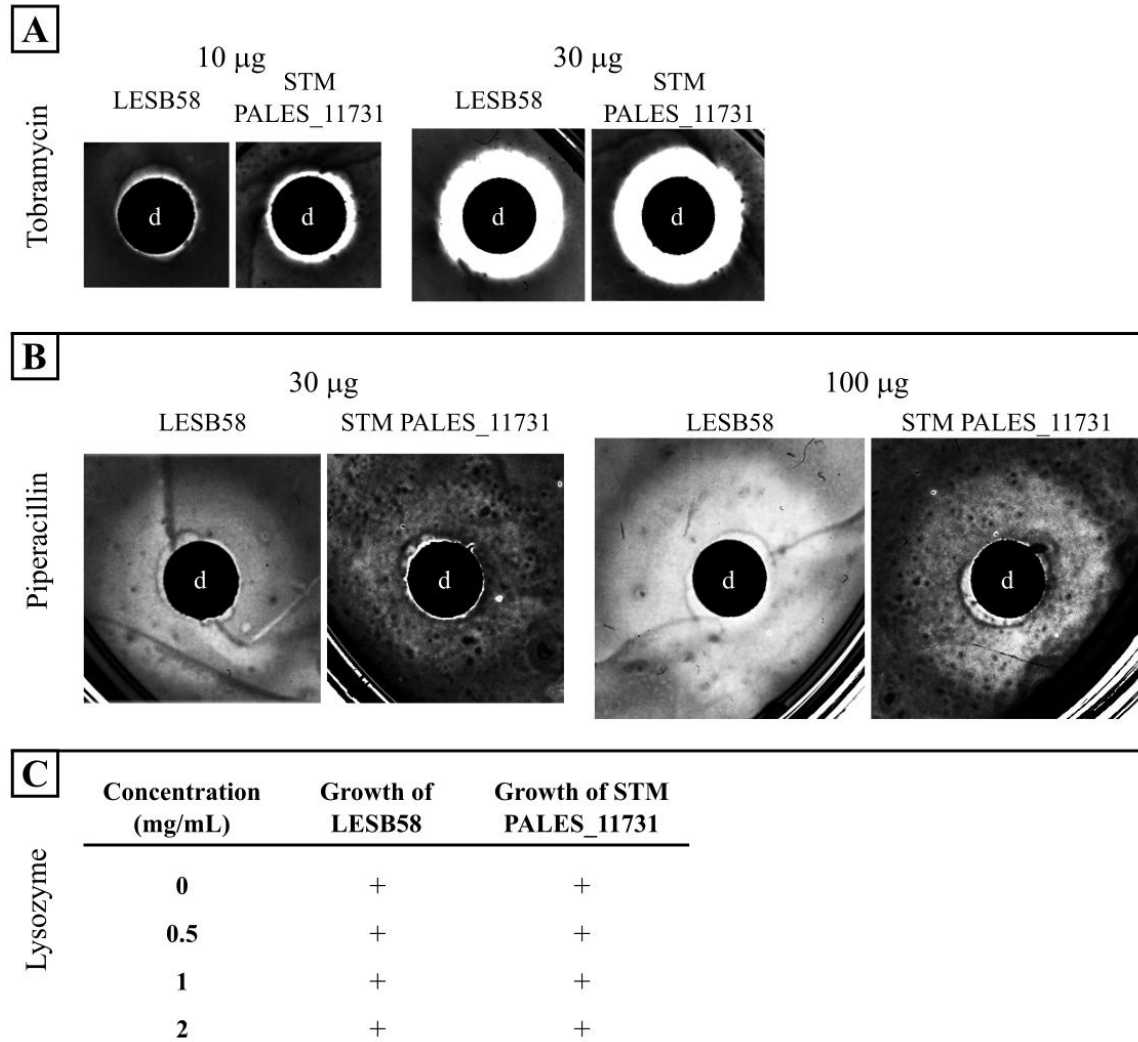 A
10 μg 30 μg
LESB58 STM PALES_11731 LESB58 STM PALES_11731
Tobramycin
d d d d
B
30 μg 100 μg
LESB58 STM PALES_11731 LESB58 STM PALES_11731
Piperacillin
d d d d
C
Lysozyme
Concentration (mg/mL) Growth of LESB58 Growth of STM PALES_11731
0 + +
0.5 + +
1 + +
2 + +